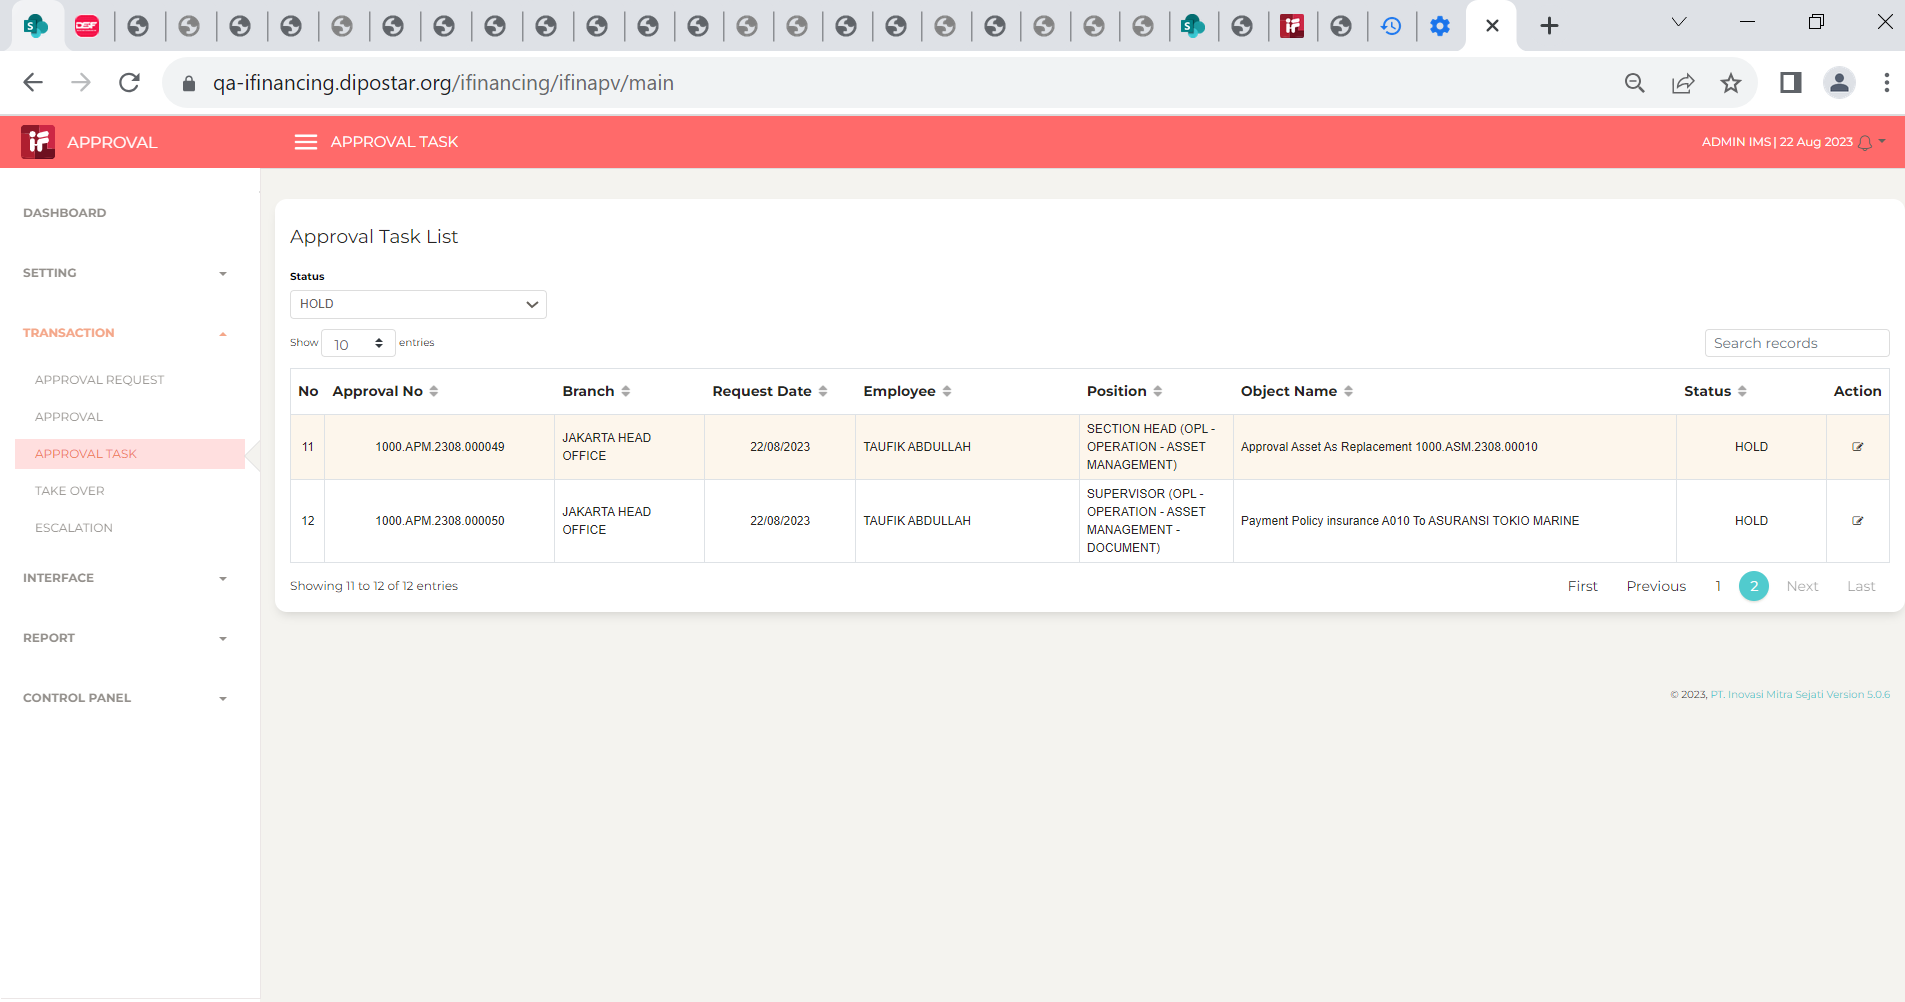 qa-ifinancing.dipostar.org/ifinancing/ifinapv/main
iF APPROVAL
APPROVAL TASK
ADMIN IMS | 22 Aug 2023
DASHBOARD
SETTING
TRANSACTION
APPROVAL REQUEST
APPROVAL
APPROVAL TASK
TAKE OVER
ESCALATION
INTERFACE
REPORT
CONTROL PANEL
Approval Task List
Status
HOLD
Show 10 entries
Search records
No Approval No Branch Request Date Employee Position Object Name Status Action
11 1000.APM.2308.000049 JAKARTA HEAD OFFICE 22/08/2023 TAUFIK ABDULLAH SECTION HEAD (OPL - OPERATION - ASSET MANAGEMENT) Approval Asset As Replacement 1000.ASM.2308.00010 HOLD
12 1000.APM.2308.000050 JAKARTA HEAD OFFICE 22/08/2023 TAUFIK ABDULLAH SUPERVISOR (OPL - OPERATION - ASSET MANAGEMENT - DOCUMENT) Payment Policy insurance A010 To ASURANSI TOKIO MARINE HOLD
Showing 11 to 12 of 12 entries
First Previous 1 2 Next Last
© 2023, PT. Inovasi Mitra Sejati Version 5.0.6